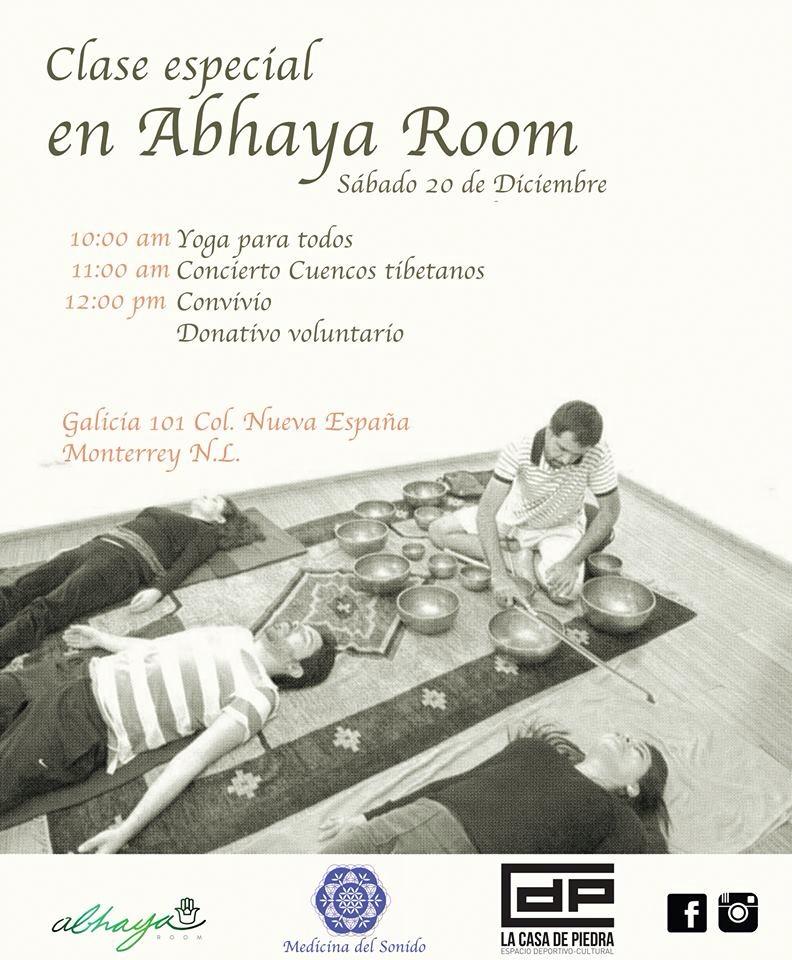 Clase especial
en Abhaya Room
Sábado 20 de Diciembre
10:00 am Yoga para todos
11:00 am Concierto Cuencos tibetanos
12:00 pm Convivio
Donativo voluntario
Galicia 101 Col. Nueva España
Monterrey N.L.
abhaya
ROOM
Medicina del Sonido
CDP
LA CASA DE PIEDRA
ESPACIO DEPORTIVO-CULTURAL
f